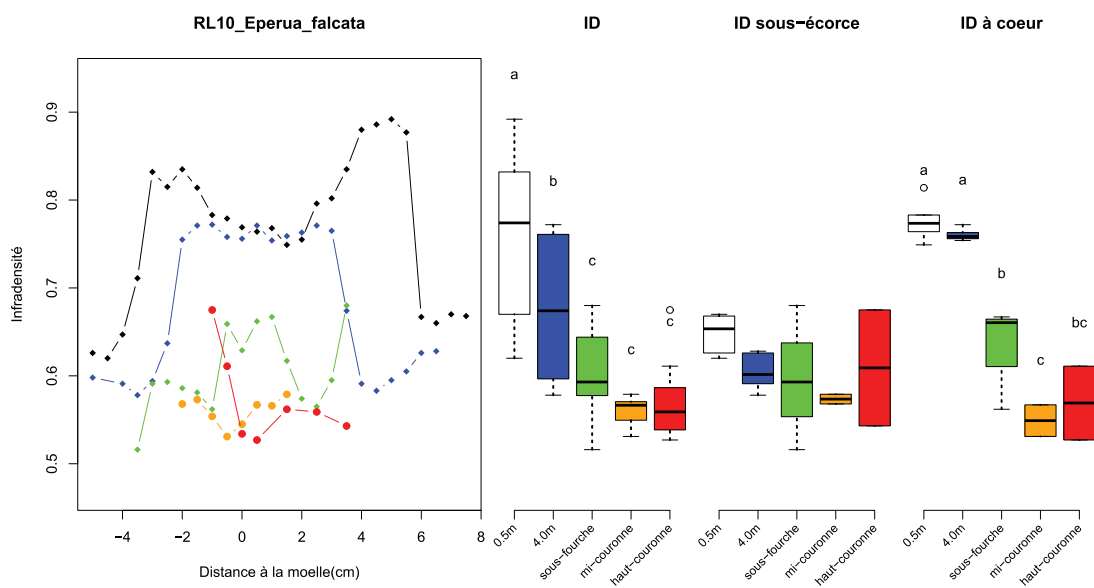 RL10_Eperua_falcata
ID
ID sous−écorce
ID à coeur
Infradensité
0.5
0.6
0.7
0.8
0.9
−4
−2
0
2
4
6
8
Distance à la moelle(cm)
a
b
c
c
c
0.5m
4.0m
sous−fourche
mi−couronne
haut−couronne
0.5m
4.0m
sous−fourche
mi−couronne
haut−couronne
a
a
b
c
bc
0.5m
4.0m
sous−fourche
mi−couronne
haut−couronne